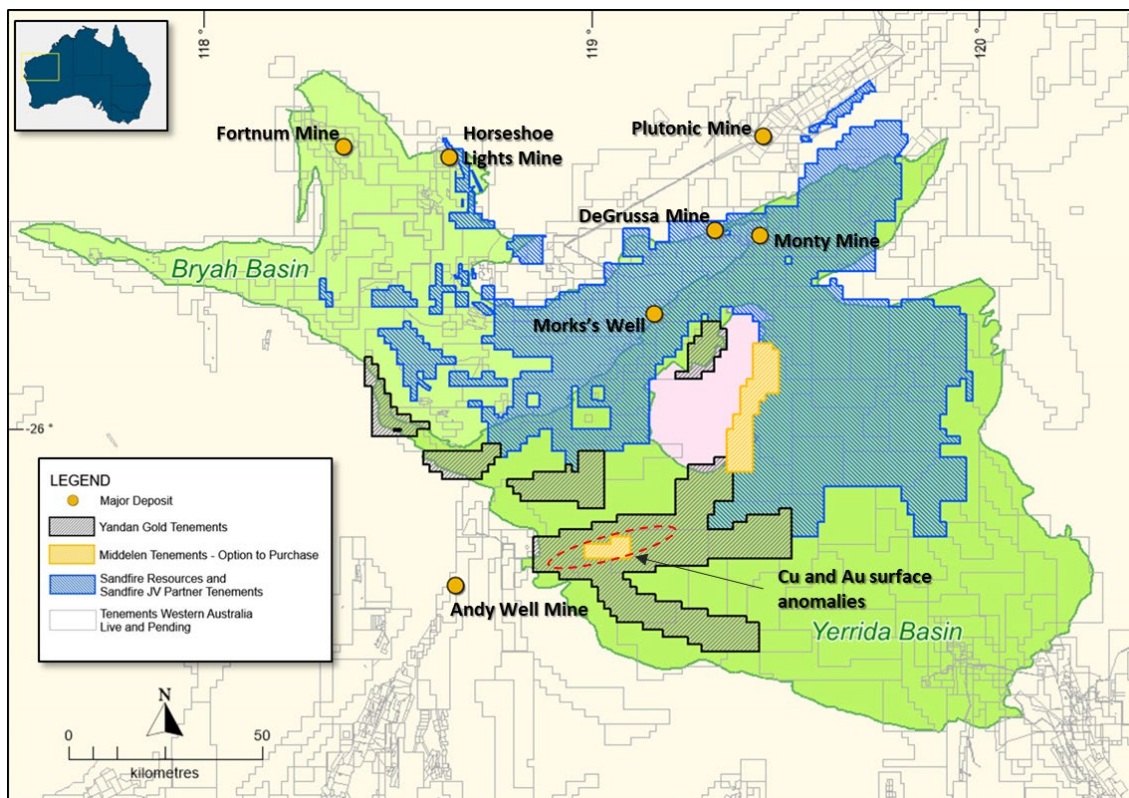 118 °
119 °
120 °
Fortnum Mine
Horseshoe
Lights Mine
Plutonic Mine
DeGrussa Mine
Monty Mine
Bryah Basin
Morks's Well
-26 °
LEGEND
Major Deposit
Yandan Gold Tenements
Middelen Tenements - Option to Purchase
Sandfire Resources and
Sandfire JV Partner Tenements
Tenements Western Australia
Live and Pending
Andy Well Mine
Cu and Au surface
anomalies
Yerrida Basin
N
0 50
kilometres